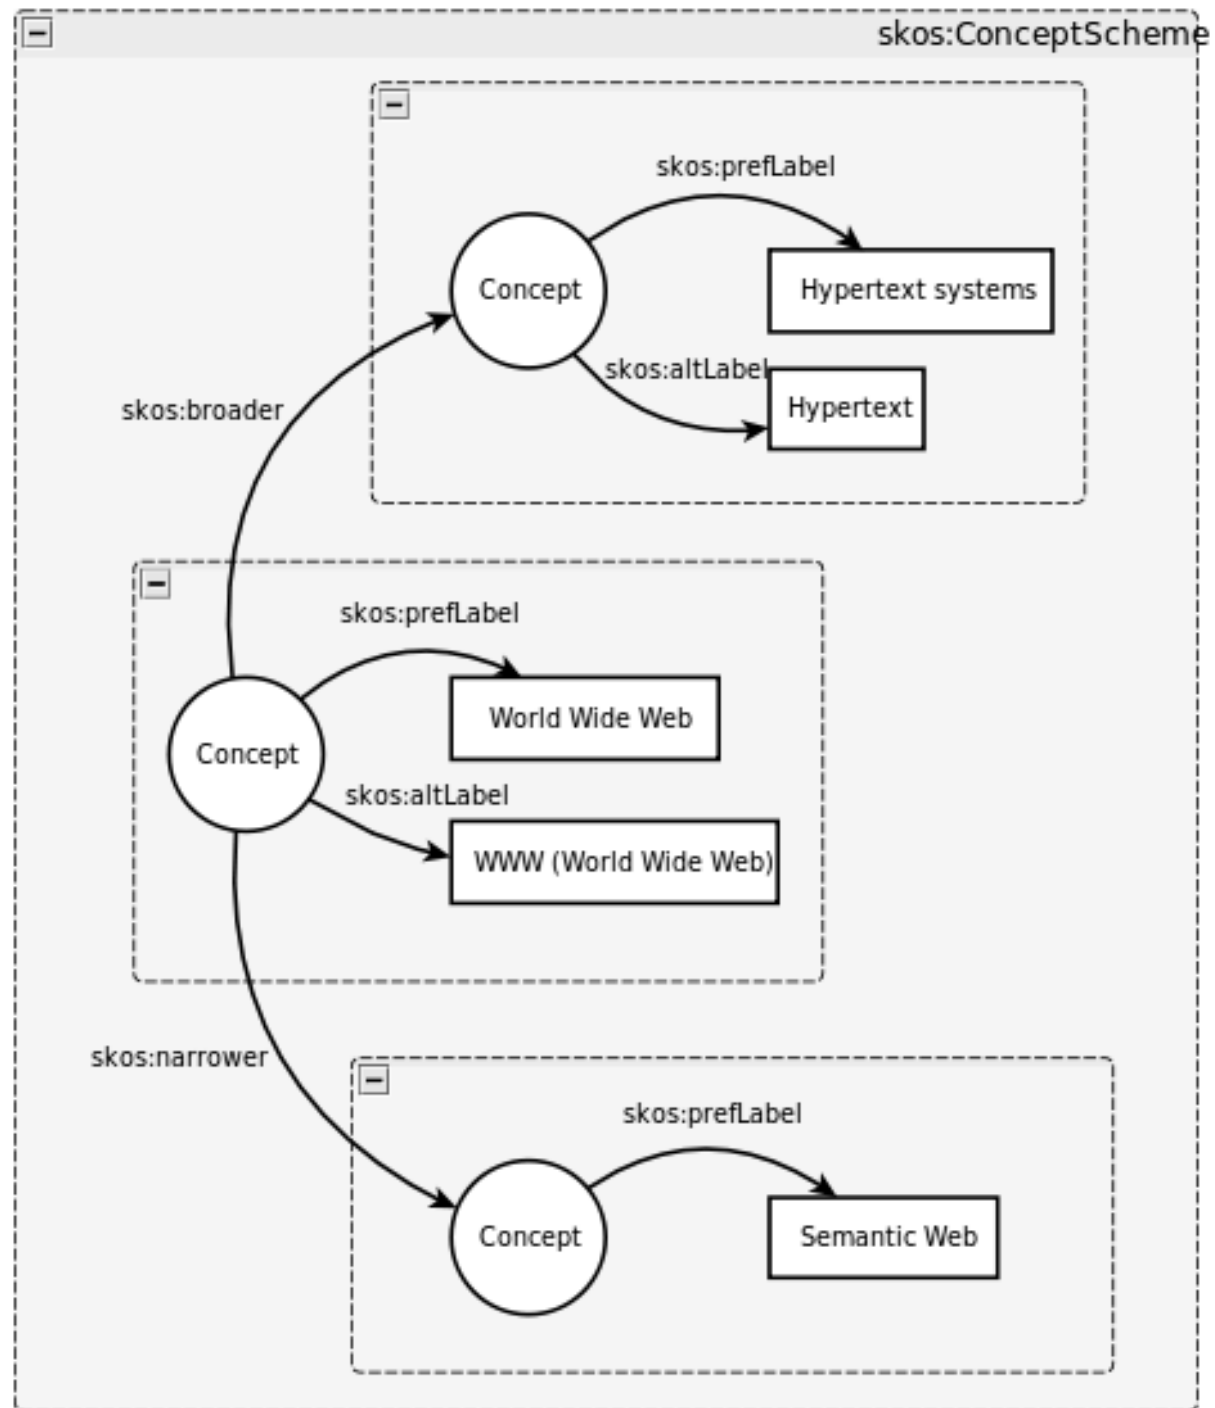 skos:ConceptScheme
skos:prefLabel
Concept
Hypertext systems
skos:altLabel
Hypertext
skos:broader
skos:prefLabel
World Wide Web
Concept
skos:altLabel
WWW (World Wide Web)
skos:narrower
skos:prefLabel
Concept
Semantic Web